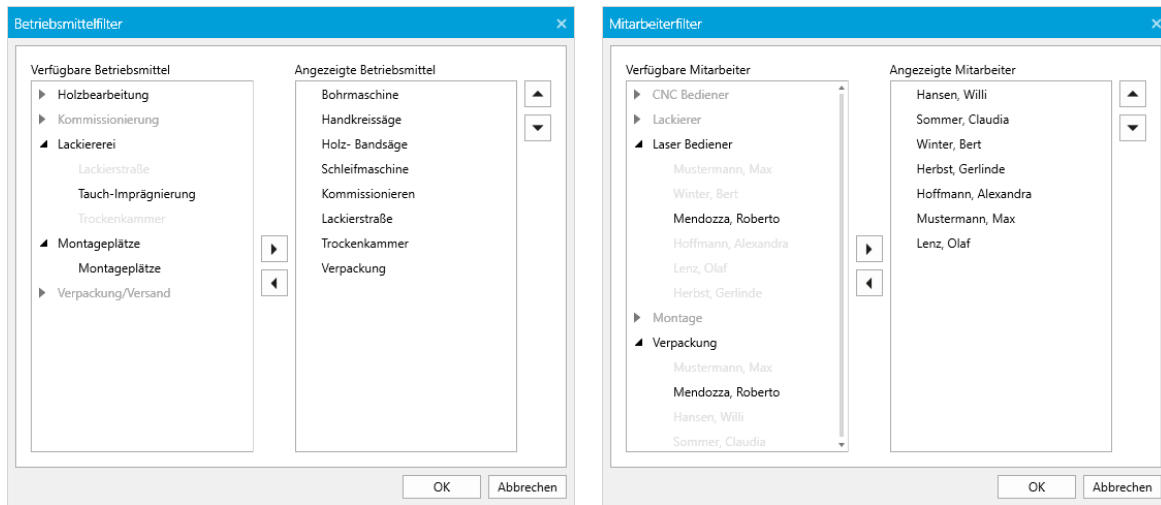 Betriebsmittelfilter
Verfügbare Betriebsmittel
Holzbearbeitung
Kommissionierung
Lackiererei
Lackierstraße
Tauch-Imprägnierung
Trockenkammer
Montageplätze
Montageplätze
Verpackung/Versand
Angezeigte Betriebsmittel
Bohrmaschine
Handkreissäge
Holz- Bandsäge
Schleifmaschine
Kommissionieren
Lackierstraße
Trockenkammer
Verpackung
OK
Abbrechen
Mitarbeiterfilter
Verfügbare Mitarbeiter
CNC Bediener
Lackierer
Laser Bediener
Mustermann, Max
Winter, Bert
Mendozza, Roberto
Hoffmann, Alexandra
Lenz, Olaf
Herbst, Gerlinde
Montage
Verpackung
Mustermann, Max
Mendozza, Roberto
Hansen, Willi
Sommer, Claudia
Angezeigte Mitarbeiter
Hansen, Willi
Sommer, Claudia
Winter, Bert
Herbst, Gerlinde
Hoffmann, Alexandra
Mustermann, Max
Lenz, Olaf
OK
Abbrechen